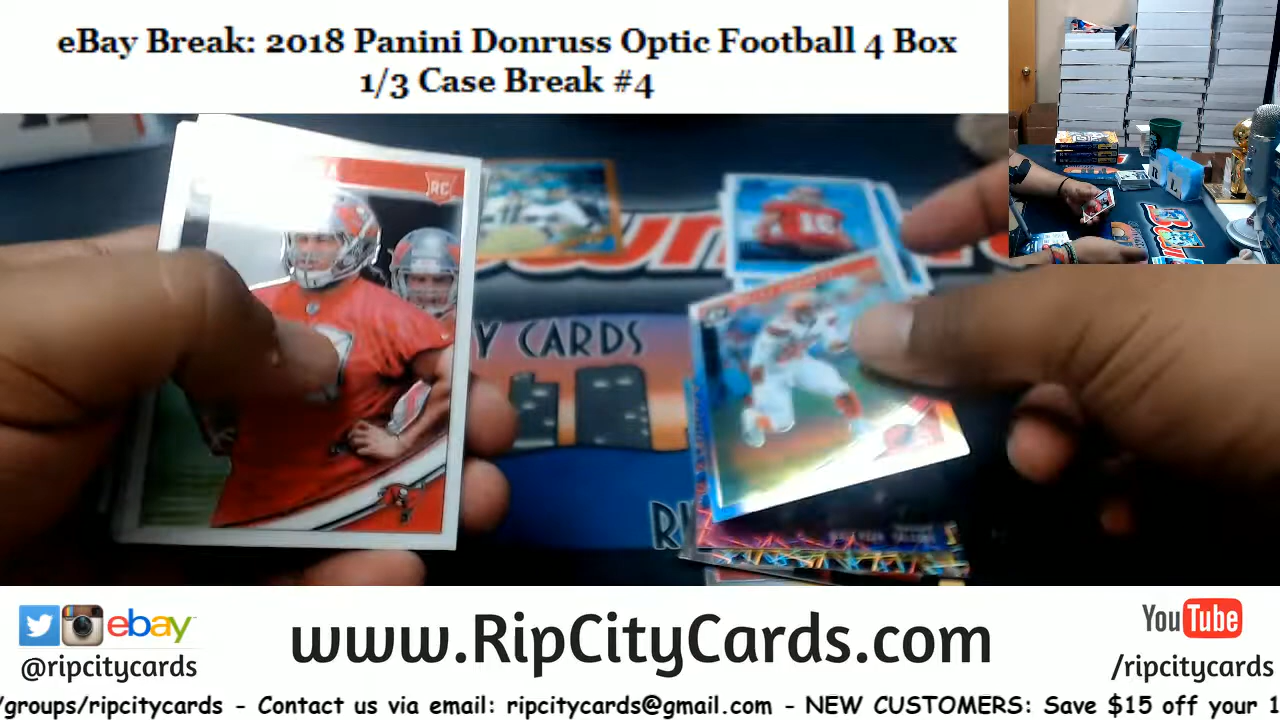 eBay Break: 2018 Panini Donruss Optic Football 4 Box
1/3 Case Break #4
RC
Y CARDS
ebay
@ripcitycards
www.RipCityCards.com
YouTube
/ripcitycards
/groups/ripcitycards - Contact us via email: ripcitycards@gmail.com - NEW CUSTOMERS: Save $15 off your 1